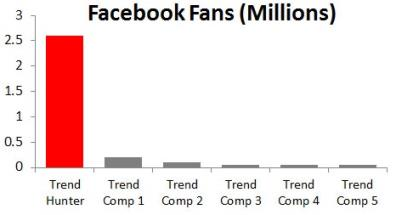 Facebook Fans (Millions)
3
2.5
2
1.5
1
0.5
0
Trend Trend Trend Trend Trend Trend
Hunter Comp 1 Comp 2 Comp 3 Comp 4 Comp 5